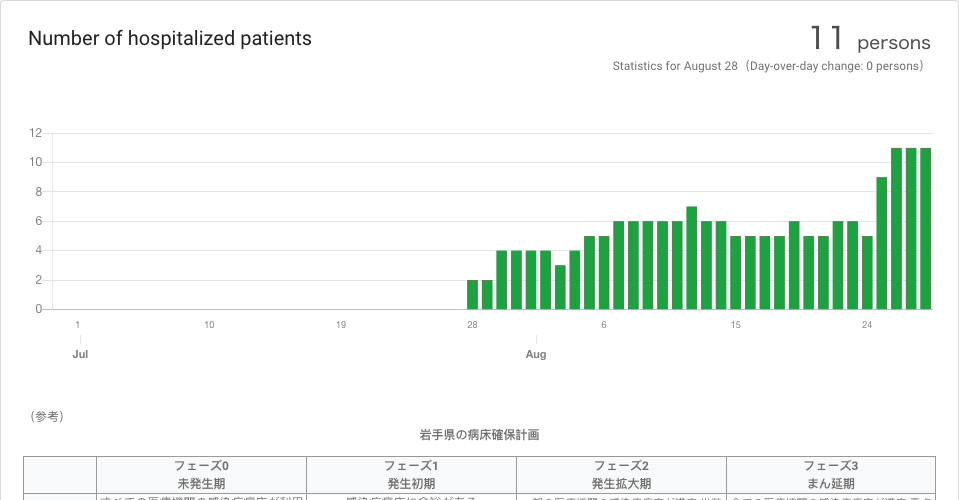 Number of hospitalized patients
11 persons
Statistics for August 28（Day-over-day change: 0 persons）
12
10
8
6
4
2
0
1 10 19 28 6 15 24
Jul Aug
（参考）
岩手県の病床確保計画
フェーズ0 フェーズ1 フェーズ2 フェーズ3
未発生期 発生初期 発生拡大期 まん延期